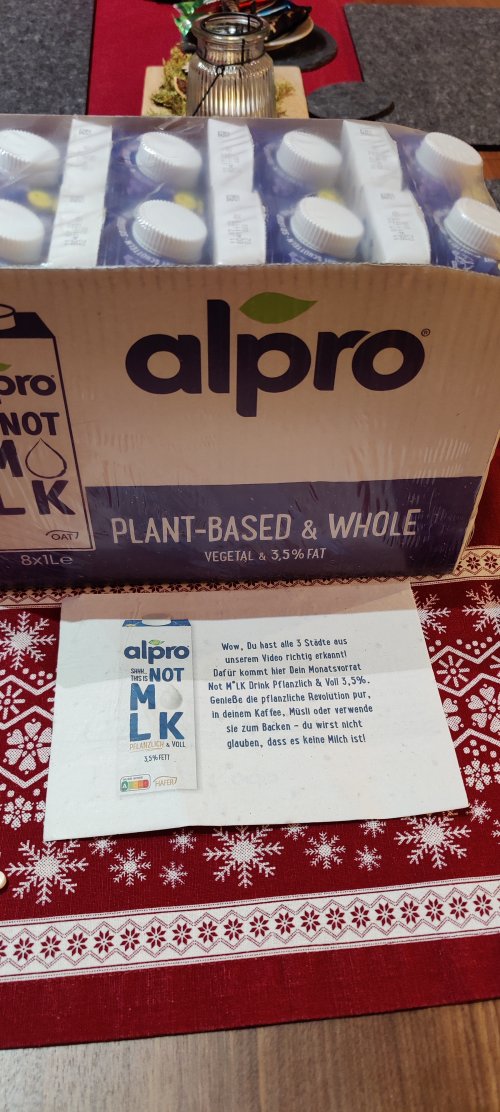 alpro®
pro
NOT
M
LK
OAT
8x1Le
PLANT-BASED & WHOLE
VEGETAL & 3,5% FAT
alpro
SHHH...
THIS IS NOT
M
LK
PFLANZLICH & VOLL
3,5% FETT
HAFER
Wow, Du hast alle 3 Städte aus
unserem Video richtig erkannt!
Dafür kommt hier Dein Monatsvorrat
Not M*LK Drink Pflanzlich & Voll 3,5%.
Genieße die pflanzliche Revolution pur,
in deinem Kaffee, Müsli oder verwende
sie zum Backen – du wirst nicht
glauben, dass es keine Milch ist!